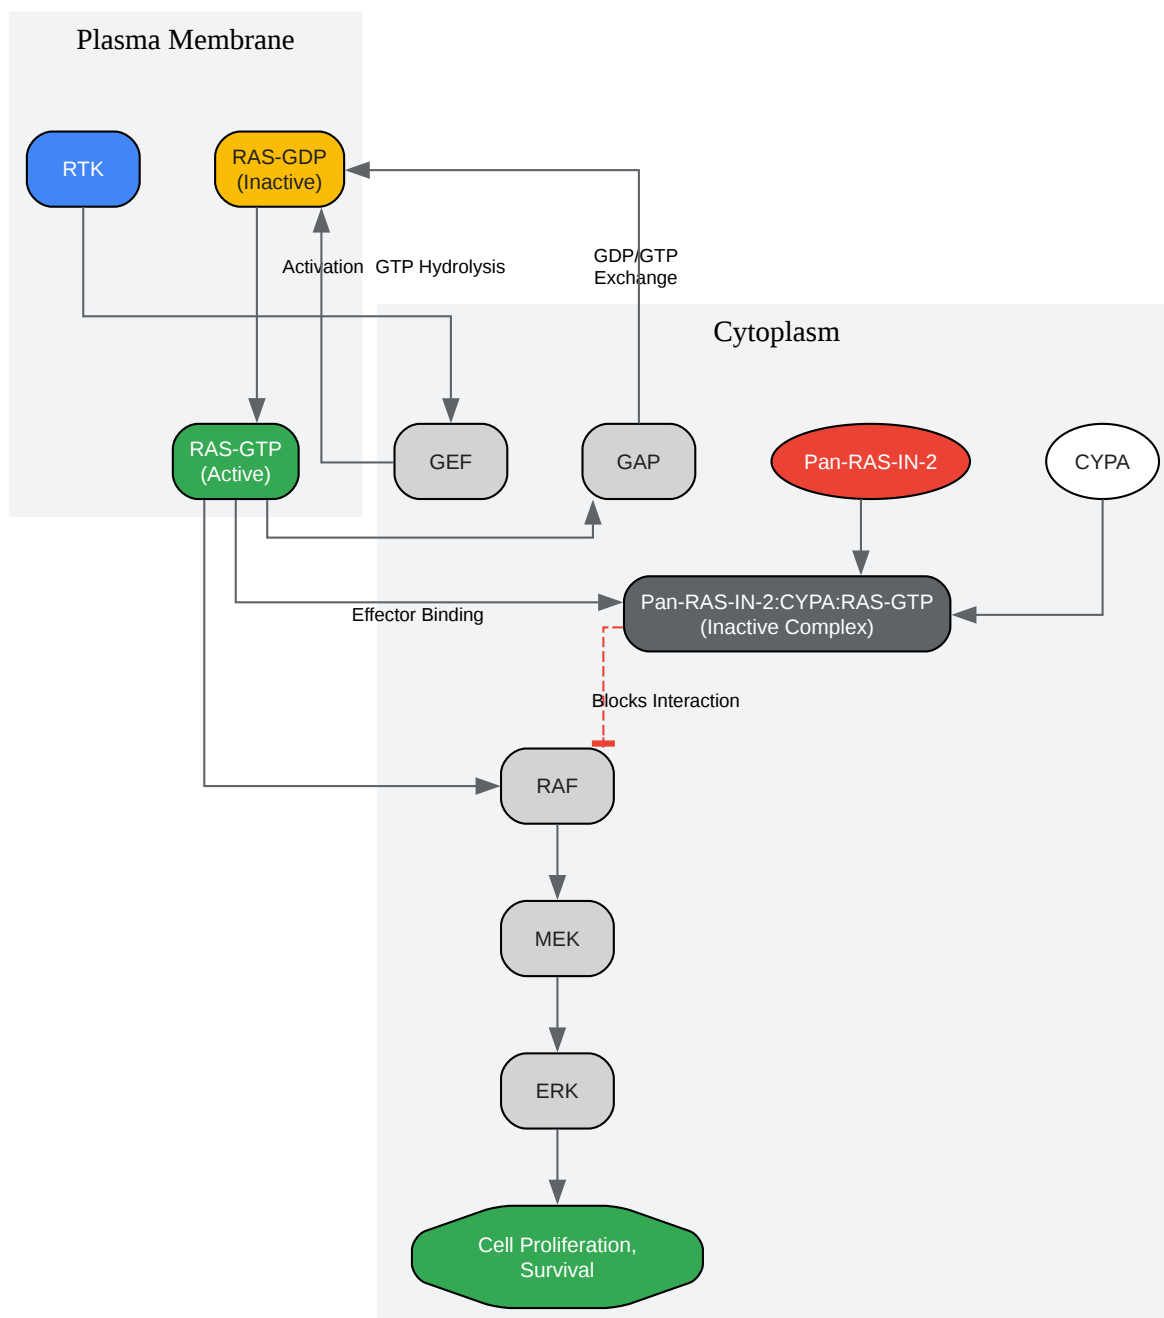 Plasma Membrane
RTK
RAS-GDP
(Inactive)
Activation
GTP Hydrolysis
GDP/GTP
Exchange
Cytoplasm
RAS-GTP
(Active)
GEF
GAP
Pan-RAS-IN-2
CYPA
Pan-RAS-IN-2:CYPA:RAS-GTP
(Inactive Complex)
Effector Binding
Blocks Interaction
RAF
MEK
ERK
Cell Proliferation,
Survival